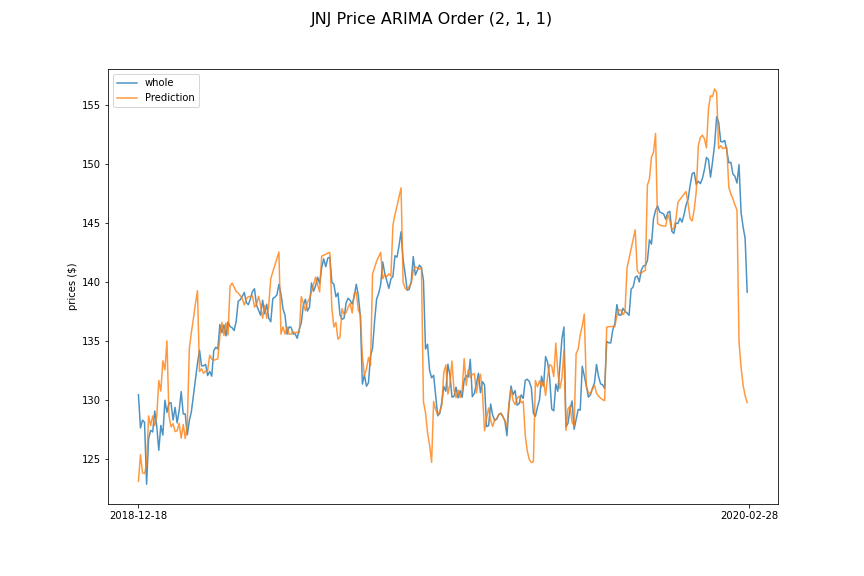 JNJ Price ARIMA Order (2, 1, 1)
whole
Prediction
155
150
145
140
135
130
125
prices ($)
2018-12-18
2020-02-28